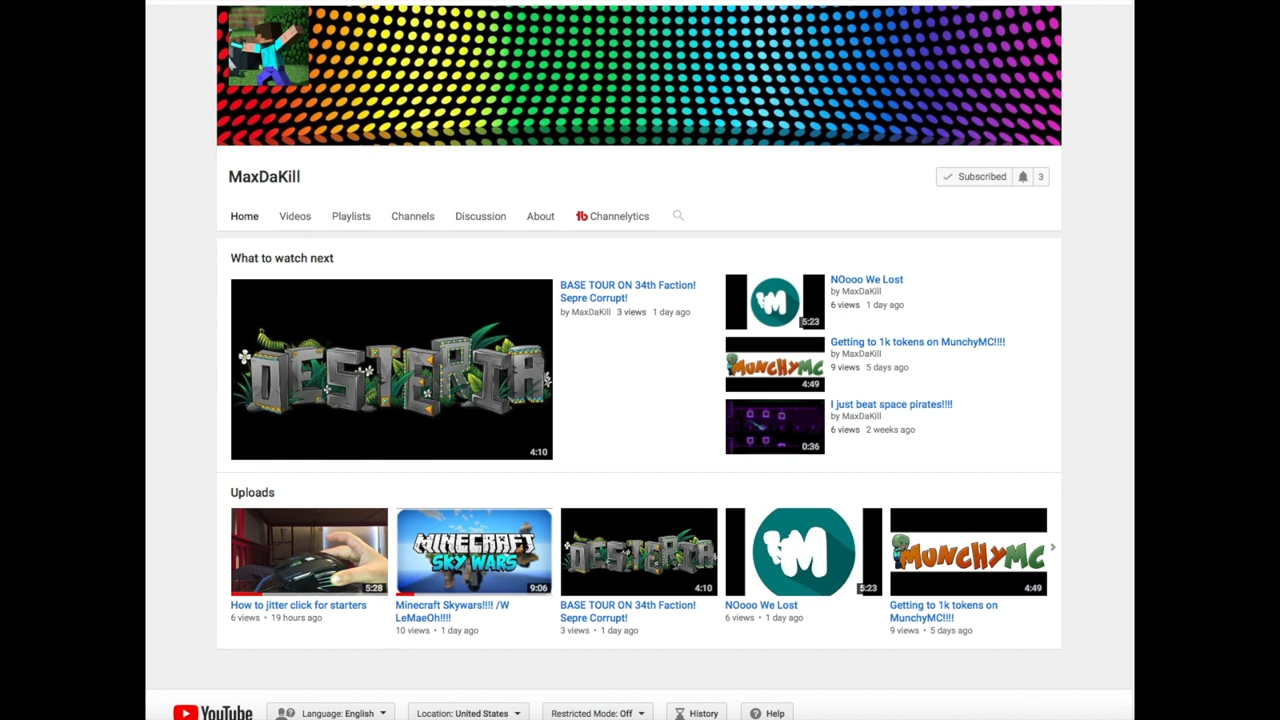 MaxDaKill
Subscribed 3
Home Videos Playlists Channels Discussion About Channelytics
What to watch next
DESTERIA
4:10
BASE TOUR ON 34th Faction!
Sepre Corrupt!
by MaxDaKill 3 views 1 day ago
M
5:23
NOooo We Lost
by MaxDaKill
6 views 1 day ago
MUNCHYMC
4:49
Getting to 1k tokens on MunchyMC!!!!
by MaxDaKill
9 views 5 days ago
0:36
I just beat space pirates!!!!
by MaxDaKill
6 views 2 weeks ago
Uploads
5:28
How to jitter click for starters
6 views • 19 hours ago
MINECRAFT
SKY WARS
9:06
Minecraft Skywars!!!! /W
LeMaeOh!!!!
10 views • 1 day ago
DESTERIA
4:10
BASE TOUR ON 34th Faction!
Sepre Corrupt!
3 views • 1 day ago
M
5:23
NOooo We Lost
6 views • 1 day ago
MUNCHYMC
4:49
Getting to 1k tokens on
MunchyMC!!!!
9 views • 5 days ago
YouTube Language: English Location: United States Restricted Mode: Off History Help